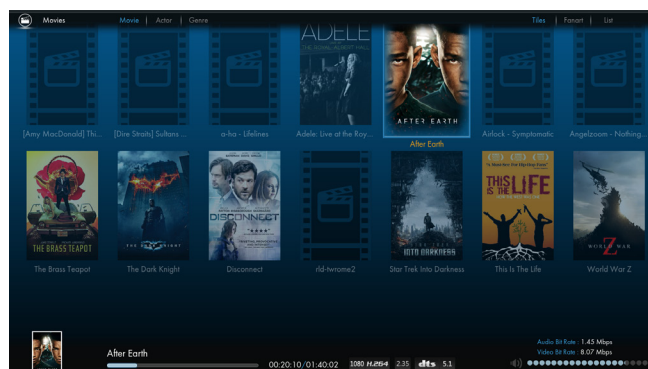 Movies
Movie | Actor | Genre
Tiles | Fanart | List
ADELE
AFTER EARTH
[Amy MacDonald] Thi...
[Dire Straits] Sultans ...
a-ha - Lifelines
Adele: Live at the Roy...
After Earth
Airlock - Symptomatic
Angelzoom - Nothing...
THE BRASS TEAPOT
THE DARK KNIGHT
DISCONNECT
INTO DARKNESS
THIS IS THE LIFE
WORLD WAR Z
The Brass Teapot
The Dark Knight
Disconnect
rld-twrome2
Star Trek Into Darkness
This Is The Life
World War Z
After Earth
00:20:10/01:40:02
1080 H.264 2.35 dts 5.1
Audio Bit Rate : 1.45 Mbps
Video Bit Rate : 8.07 Mbps